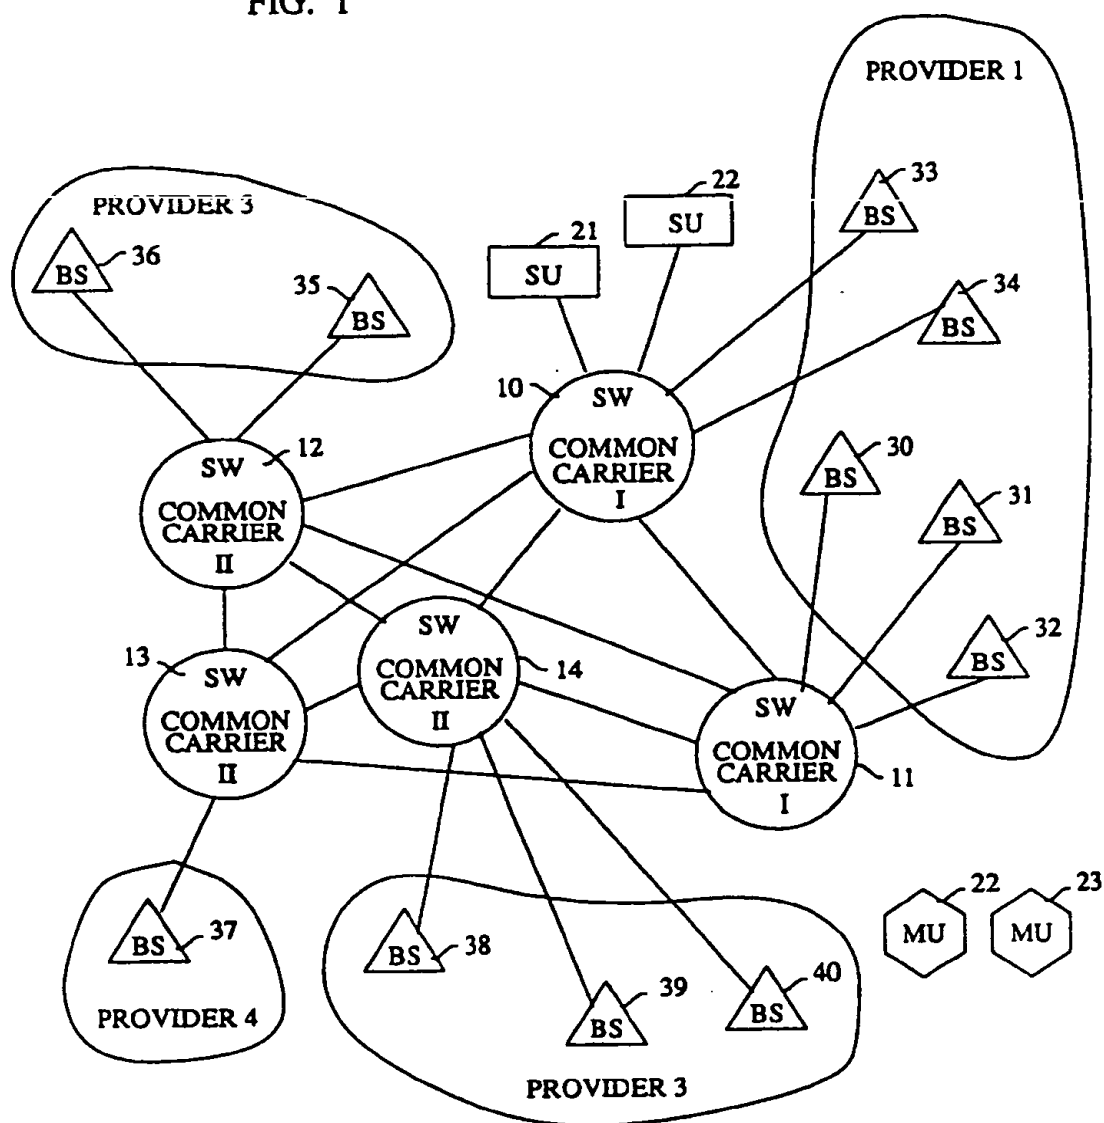 FIG. 1
PROVIDER 1
33
BS
34
BS
30
BS
31
BS
32
BS
PROVIDER 3
36
BS
35
BS
22
SU
21
SU
10
SW
COMMON
CARRIER
I
12
SW
COMMON
CARRIER
II
13
SW
COMMON
CARRIER
II
14
SW
COMMON
CARRIER
II
11
SW
COMMON
CARRIER
I
37
BS
PROVIDER 4
38
BS
39
BS
40
BS
PROVIDER 3
22
MU
23
MU